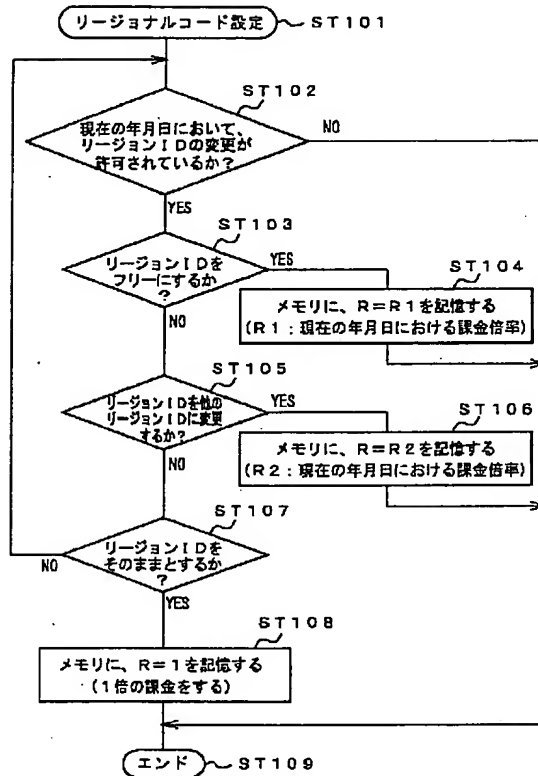 リージョナルコード設定
ST101
ST102
現在の年月日において、
リージョンIDの変更が
許可されているか?
NO
YES
ST103
リージョンIDを
フリーにするか
?
YES
NO
ST104
メモリに、R=R1を記憶する
(R1:現在の年月日における課金倍率)
ST105
リージョンIDを他の
リージョンIDに変更
するか?
YES
NO
ST106
メモリに、R=R2を記憶する
(R2:現在の年月日における課金倍率)
ST107
リージョンIDを
そのままとするか
?
NO
YES
ST108
メモリに、R=1を記憶する
(1倍の課金をする)
エンド
ST109